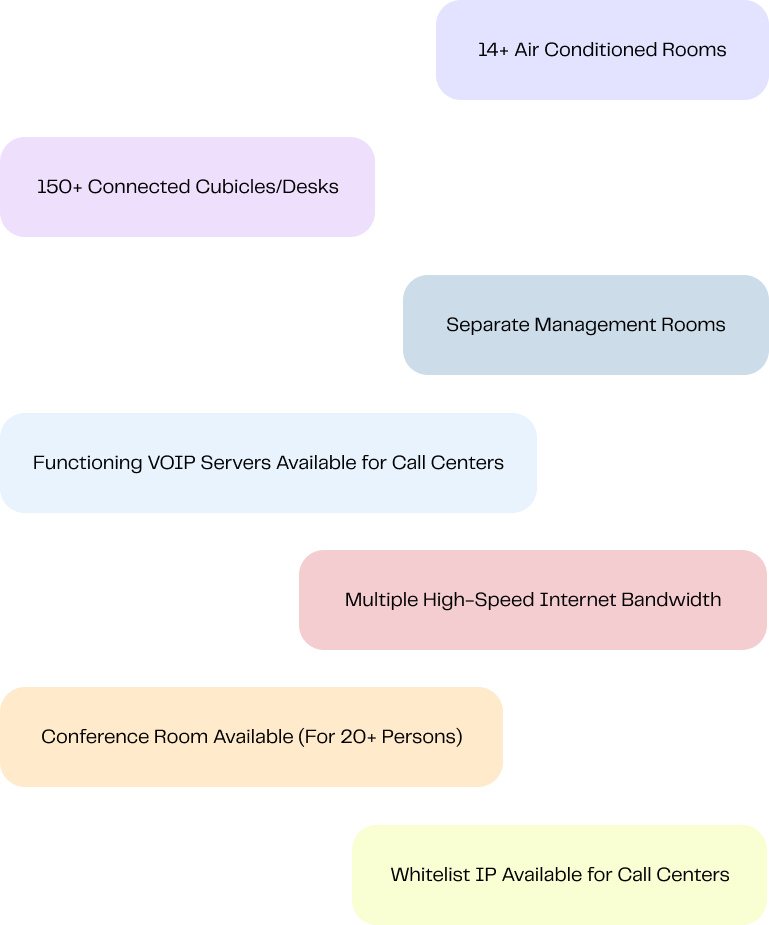 14+ Air Conditioned Rooms
150+ Connected Cubicles/Desks
Separate Management Rooms
Functioning VOIP Servers Available for Call Centers
Multiple High-Speed Internet Bandwidth
Conference Room Available (For 20+ Persons)
Whitelist IP Available for Call Centers